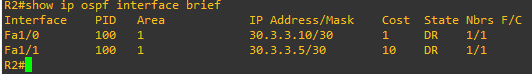 R2#show ip ospf interface brief
Interface    PID   Area            IP Address/Mask    Cost  State Nbrs F/C
Fa1/0        100   1               30.3.3.10/30       1     DR    1/1
Fa1/1        100   1               30.3.3.5/30        10    DR    1/1
R2#